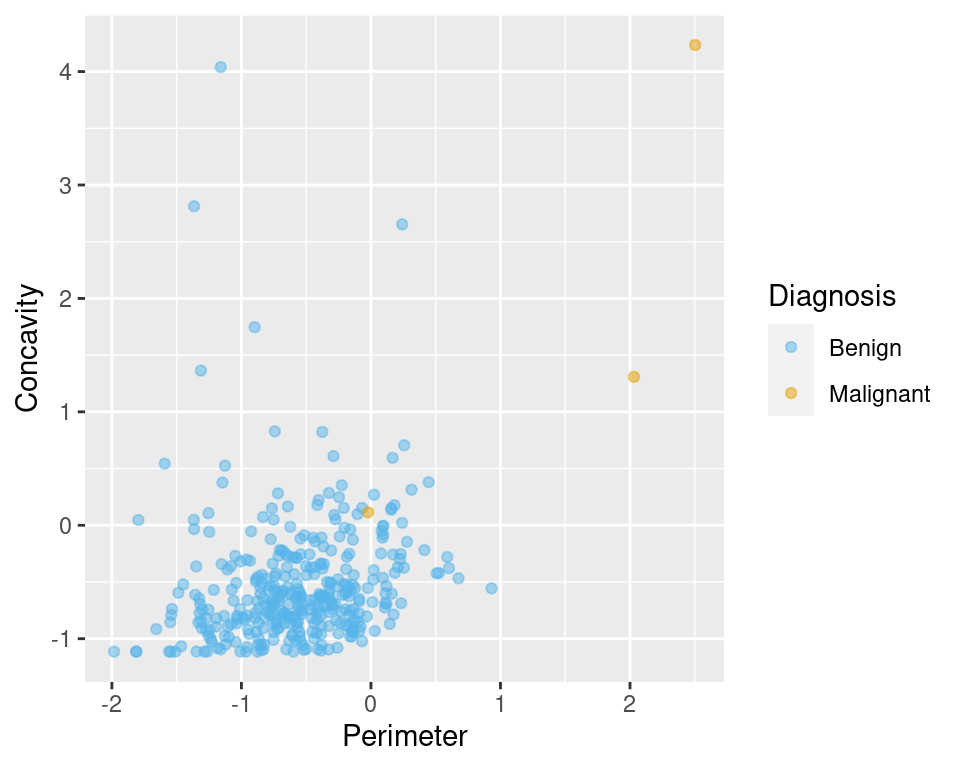 4
3
2
1
0
-1
Concavity
-2 -1 0 1 2
Perimeter
Diagnosis
Benign
Malignant